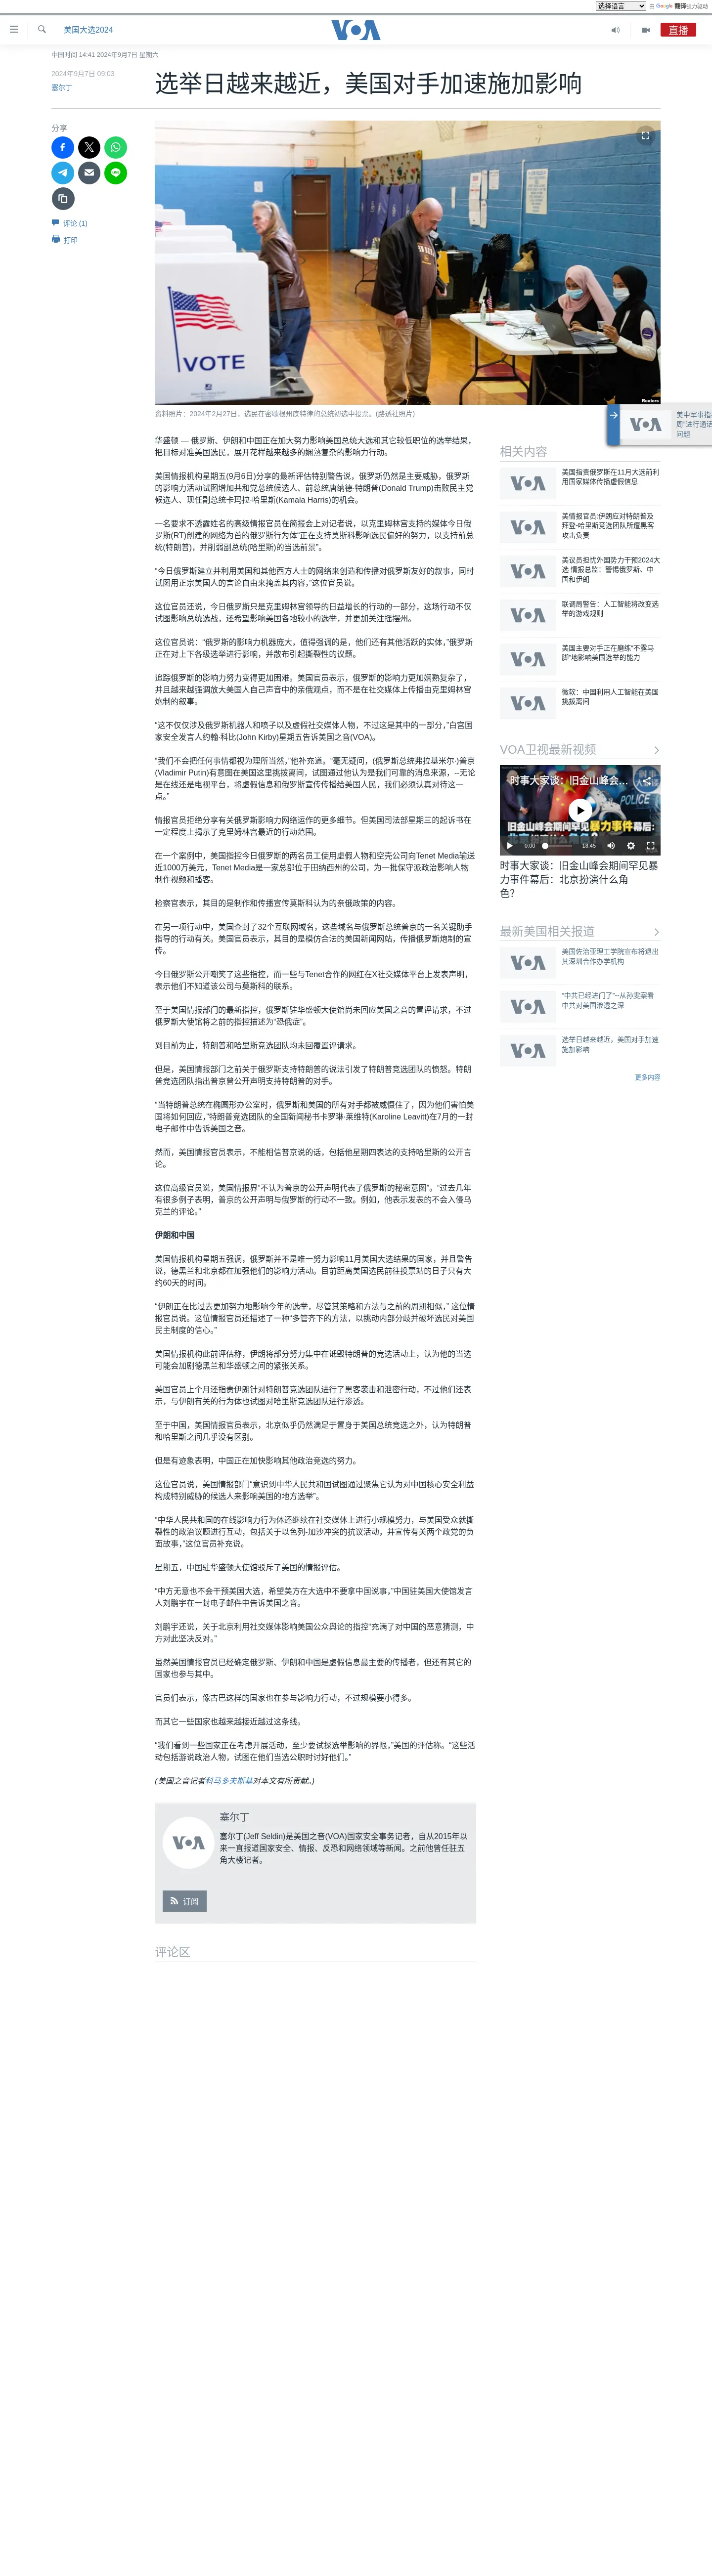 选择语言
由 Google 翻译强力驱动
美国大选2024
VOA
直播
中国时间 14:41 2024年9月7日 星期六
2024年9月7日 09:03
塞尔丁
选举日越来越近，美国对手加速施加影响
分享
评论 (1)
打印
VOTE
Reuters
资料照片：2024年2月27日，选民在密歇根州底特律的总统初选中投票。(路透社照片)
华盛顿 — 俄罗斯、伊朗和中国正在加大努力影响美国总统大选和其它较低职位的选举结果，
把目标对准美国选民，展开花样越来越多的娴熟复杂的影响力行动。
美国情报机构星期五(9月6日)分享的最新评估特别警告说，俄罗斯仍然是主要威胁，俄罗斯
的影响力活动试图增加共和党总统候选人、前总统唐纳德·特朗普(Donald Trump)击败民主党
候选人、现任副总统卡玛拉·哈里斯(Kamala Harris)的机会。
一名要求不透露姓名的高级情报官员在简报会上对记者说，以克里姆林宫支持的媒体今日俄
罗斯(RT)创建的网络为首的俄罗斯行为体“正在支持莫斯科影响选民偏好的努力，以支持前总
统(特朗普)，并削弱副总统(哈里斯)的当选前景”。
“今日俄罗斯建立并利用美国和其他西方人士的网络来创造和传播对俄罗斯友好的叙事，同时
试图用正宗美国人的言论自由来掩盖其内容，”这位官员说。
这位官员还说，今日俄罗斯只是克里姆林宫领导的日益增长的行动的一部分，这场行动不仅
试图影响总统选战，还希望影响美国各地较小的选举，并更加关注摇摆州。
这位官员说：“俄罗斯的影响力机器庞大，值得强调的是，他们还有其他活跃的实体，”俄罗斯
正在对上下各级选举进行影响，并散布引起撕裂性的议题。
追踪俄罗斯的影响力努力变得更加困难。美国官员表示，俄罗斯的影响力更加娴熟复杂了，
并且越来越强调放大美国人自己声音中的亲俄观点，而不是在社交媒体上传播由克里姆林宫
炮制的叙事。
“这不仅仅涉及俄罗斯机器人和喷子以及虚假社交媒体人物，不过这是其中的一部分，”白宫国
家安全发言人约翰·科比(John Kirby)星期五告诉美国之音(VOA)。
“我们不会把任何事情都视为理所当然，”他补充道。“毫无疑问，(俄罗斯总统弗拉基米尔·)普京
(Vladimir Putin)有意图在美国这里挑拨离间，试图通过他认为是我们可靠的消息来源，--无论
是在线还是电视平台，将虚假信息和俄罗斯宣传传播给美国人民，我们必须认真对待这一
点。”
情报官员拒绝分享有关俄罗斯影响力网络运作的更多细节。但美国司法部星期三的起诉书在
一定程度上揭示了克里姆林宫最近的行动范围。
在一个案例中，美国指控今日俄罗斯的两名员工使用虚假人物和空壳公司向Tenet Media输送
近1000万美元，Tenet Media是一家总部位于田纳西州的公司，为一批保守派政治影响人物
制作视频和播客。
检察官表示，其目的是制作和传播宣传莫斯科认为的亲俄政策的内容。
在另一项行动中，美国查封了32个互联网域名，这些域名与俄罗斯总统普京的一名关键助手
指导的行动有关。美国官员表示，其目的是模仿合法的美国新闻网站，传播俄罗斯炮制的宣
传。
今日俄罗斯公开嘲笑了这些指控，而一些与Tenet合作的网红在X社交媒体平台上发表声明，
表示他们不知道该公司与莫斯科的联系。
至于美国情报部门的最新指控，俄罗斯驻华盛顿大使馆尚未回应美国之音的置评请求，不过
俄罗斯大使馆将之前的指控描述为“恐俄症”。
到目前为止，特朗普和哈里斯竞选团队均未回覆置评请求。
但是，美国情报部门之前关于俄罗斯支持特朗普的说法引发了特朗普竞选团队的愤怒。特朗
普竞选团队指出普京曾公开声明支持特朗普的对手。
“当特朗普总统在椭圆形办公室时，俄罗斯和美国的所有对手都被威慑住了，因为他们害怕美
国将如何回应，”特朗普竞选团队的全国新闻秘书卡罗琳·莱维特(Karoline Leavitt)在7月的一封
电子邮件中告诉美国之音。
然而，美国情报官员表示，不能相信普京说的话，包括他星期四表达的支持哈里斯的公开言
论。
这位高级官员说，美国情报界“不认为普京的公开声明代表了俄罗斯的秘密意图”。“过去几年
有很多例子表明，普京的公开声明与俄罗斯的行动不一致。例如，他表示发表的不会入侵乌
克兰的评论。”
伊朗和中国
美国情报机构星期五强调，俄罗斯并不是唯一努力影响11月美国大选结果的国家，并且警告
说，德黑兰和北京都在加强他们的影响力活动。目前距离美国选民前往投票站的日子只有大
约60天的时间。
“伊朗正在比过去更加努力地影响今年的选举，尽管其策略和方法与之前的周期相似，” 这位情
报官员说。这位情报官员还描述了一种“多管齐下的方法，以挑动内部分歧并破坏选民对美国
民主制度的信心。”
美国情报机构此前评估称，伊朗将部分努力集中在诋毁特朗普的竞选活动上，认为他的当选
可能会加剧德黑兰和华盛顿之间的紧张关系。
美国官员上个月还指责伊朗针对特朗普竞选团队进行了黑客袭击和泄密行动，不过他们还表
示，与伊朗有关的行为体也试图对哈里斯竞选团队进行渗透。
至于中国，美国情报官员表示，北京似乎仍然满足于置身于美国总统竞选之外，认为特朗普
和哈里斯之间几乎没有区别。
但是有迹象表明，中国正在加快影响其他政治竞选的努力。
这位官员说，美国情报部门“意识到中华人民共和国试图通过聚焦它认为对中国核心安全利益
构成特别威胁的候选人来影响美国的地方选举”。
“中华人民共和国的在线影响力行为体还继续在社交媒体上进行小规模努力，与美国受众就撕
裂性的政治议题进行互动，包括关于以色列-加沙冲突的抗议活动，并宣传有关两个政党的负
面故事，”这位官员补充说。
星期五，中国驻华盛顿大使馆驳斥了美国的情报评估。
“中方无意也不会干预美国大选，希望美方在大选中不要拿中国说事，”中国驻美国大使馆发言
人刘鹏宇在一封电子邮件中告诉美国之音。
刘鹏宇还说，关于北京利用社交媒体影响美国公众舆论的指控“充满了对中国的恶意猜测，中
方对此坚决反对。”
虽然美国情报官员已经确定俄罗斯、伊朗和中国是虚假信息最主要的传播者，但还有其它的
国家也参与其中。
官员们表示，像古巴这样的国家也在参与影响力行动，不过规模要小得多。
而其它一些国家也越来越接近越过这条线。
“我们看到一些国家正在考虑开展活动，至少要试探选举影响的界限，”美国的评估称。“这些活
动包括游说政治人物，试图在他们当选公职时讨好他们。”
(美国之音记者科马多夫斯基对本文有所贡献。)
VOA
塞尔丁
塞尔丁(Jeff Seldin)是美国之音(VOA)国家安全事务记者，自从2015年以
来一直报道国家安全、情报、反恐和网络领域等新闻。之前他曾任驻五
角大楼记者。
订阅
评论区
VOA
美中军事指
周“进行通话
问题
相关内容
VOA
美国指责俄罗斯在11月大选前利
用国家媒体传播虚假信息
VOA
美情报官员:伊朗应对特朗普及
拜登-哈里斯竞选团队所遭黑客
攻击负责
VOA
美议员担忧外国势力干预2024大
选 情报总监：警惕俄罗斯、中
国和伊朗
VOA
联调局警告：人工智能将改变选
举的游戏规则
VOA
美国主要对手正在磨练“不露马
脚”地影响美国选举的能力
VOA
微软：中国利用人工智能在美国
挑拨离间
VOA卫视最新视频
时事大家谈：旧金山峰会…
POLICE
旧金山峰会期间罕见暴力事件幕后：
0:00
18:45
时事大家谈：旧金山峰会期间罕见暴
力事件幕后：北京扮演什么角
色？
最新美国相关报道
VOA
美国佐治亚理工学院宣布将退出
其深圳合作办学机构
VOA
“中共已经进门了”--从孙雯案看
中共对美国渗透之深
VOA
选举日越来越近，美国对手加速
施加影响
更多内容